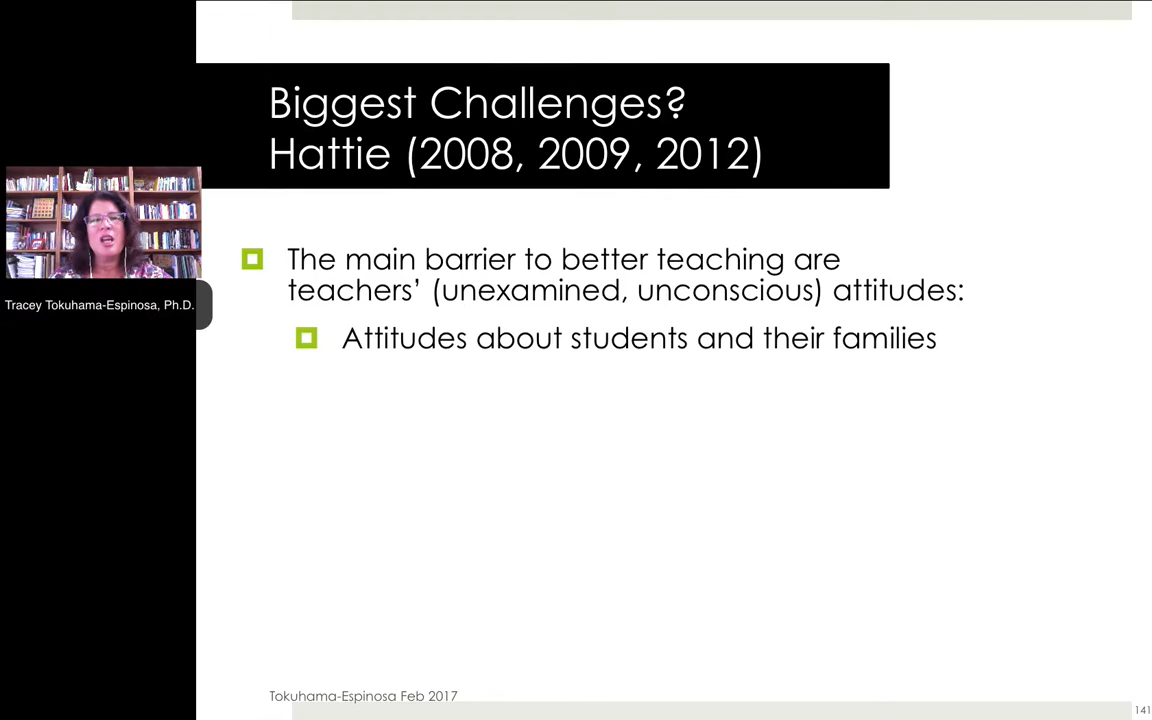 Biggest Challenges?
Hattie (2008, 2009, 2012)
Tracey Tokuhama-Espinosa, Ph.D.
The main barrier to better teaching are
teachers’ (unexamined, unconscious) attitudes:
Attitudes about students and their families
Tokuhama-Espinosa Feb 2017
141